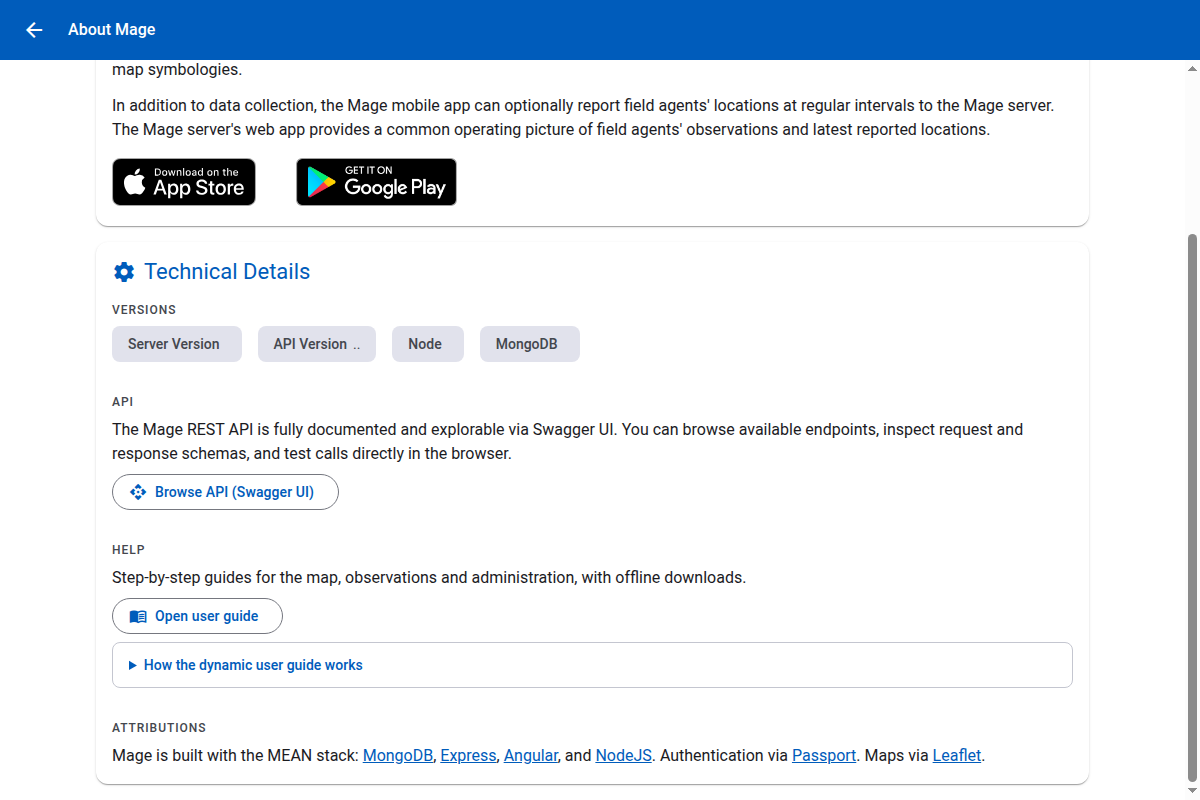 About Mage
map symbologies.
In addition to data collection, the Mage mobile app can optionally report field agents' locations at regular intervals to the Mage server.
The Mage server's web app provides a common operating picture of field agents' observations and latest reported locations.
Download on the
App Store
GET IT ON
Google Play
Technical Details
VERSIONS
Server Version
API Version ..
Node
MongoDB
API
The Mage REST API is fully documented and explorable via Swagger UI. You can browse available endpoints, inspect request and
response schemas, and test calls directly in the browser.
Browse API (Swagger UI)
HELP
Step-by-step guides for the map, observations and administration, with offline downloads.
Open user guide
How the dynamic user guide works
ATTRIBUTIONS
Mage is built with the MEAN stack: MongoDB, Express, Angular, and NodeJS. Authentication via Passport. Maps via Leaflet.